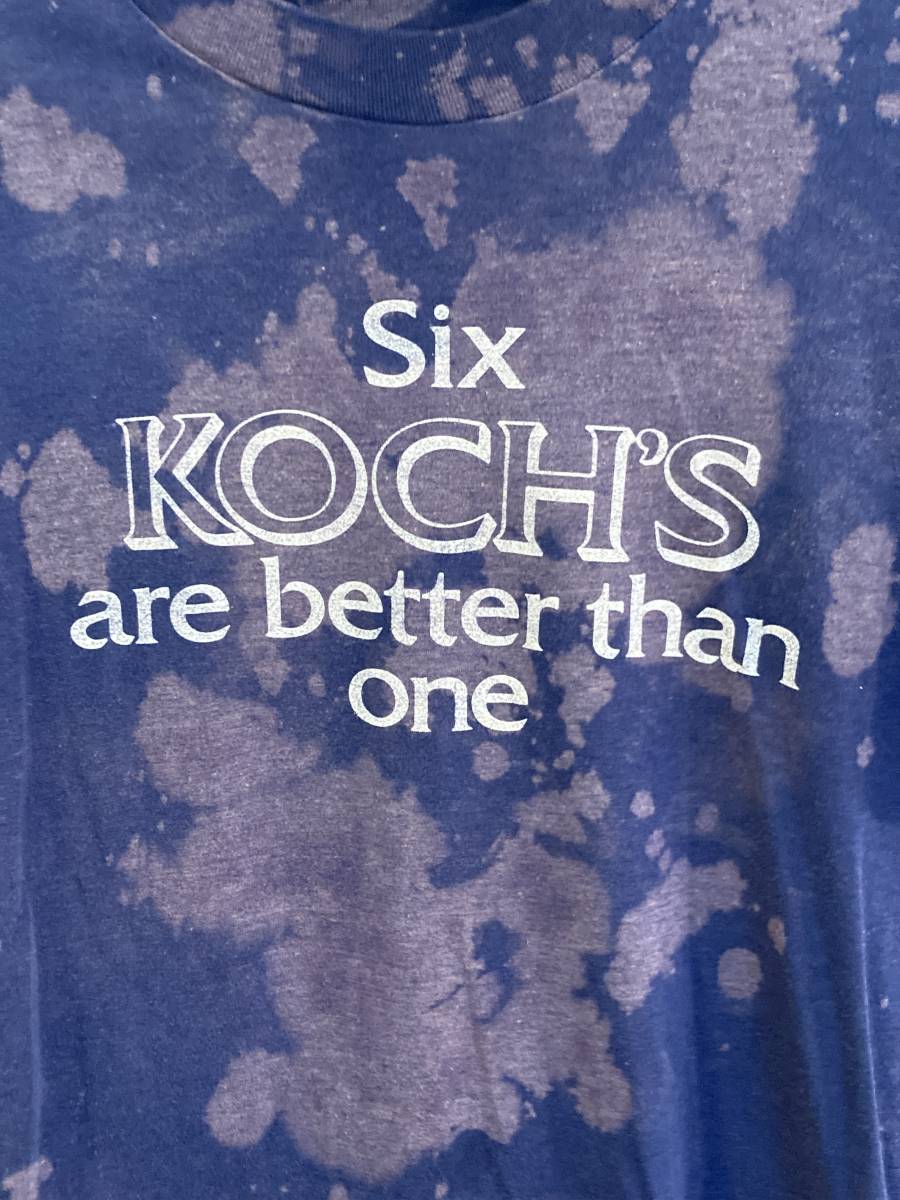 Six
KOCH'S
are better than
one